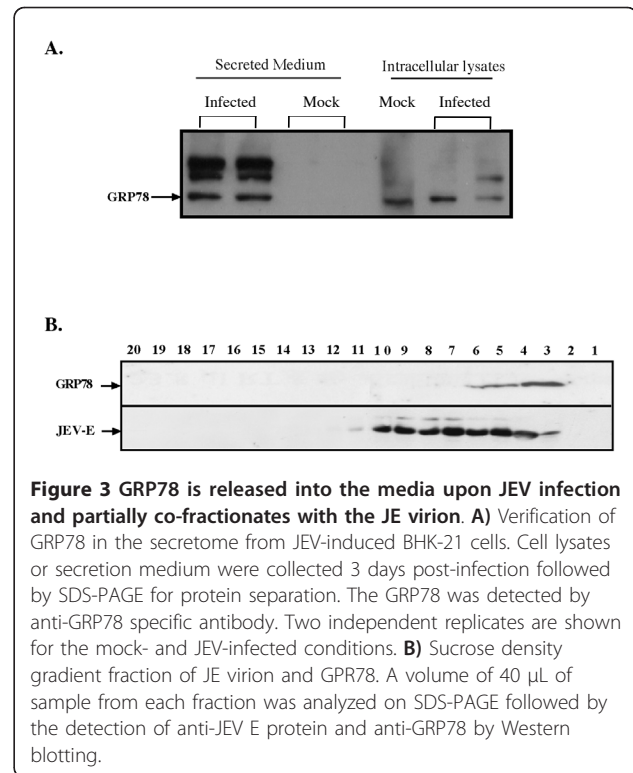 A.
Secreted Medium Intracellular lysates
Infected Mock Mock Infected
GRP78
B.
20 19 18 17 16 15 14 13 12 11 1 0 9 8 7 6 5 4 3 2 1
GRP78
JEV-E
Figure 3 GRP78 is released into the media upon JEV infection
and partially co-fractionates with the JE virion. A) Verification of
GRP78 in the secretome from JEV-induced BHK-21 cells. Cell lysates
or secretion medium were collected 3 days post-infection followed
by SDS-PAGE for protein separation. The GRP78 was detected by
anti-GRP78 specific antibody. Two independent replicates are shown
for the mock- and JEV-infected conditions. B) Sucrose density
gradient fraction of JE virion and GPR78. A volume of 40 μL of
sample from each fraction was analyzed on SDS-PAGE followed by
the detection of anti-JEV E protein and anti-GRP78 by Western
blotting.